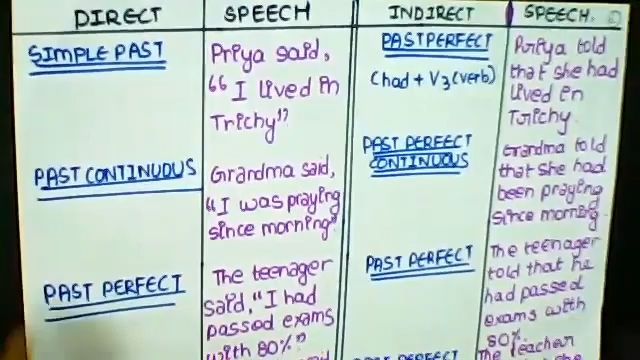 DIRECT SPEECH INDIRECT SPEECH.
SIMPLE PAST
Priya said,
"I lived in
Trichy"
PAST PERFECT
(had + V3(verb)
Priya told
that she had
lived in
Trichy.
PAST CONTINUOUS
Grandma said,
"I was praying
since morning"
PAST PERFECT
CONTINUOUS
Grandma told
that she had
been praying
since morning.
PAST PERFECT
The teenager
said, "I had
passed exams
with 80%"
PAST PERFECT
The teenager
told that he
had passed
exams with
80%.
The teacher